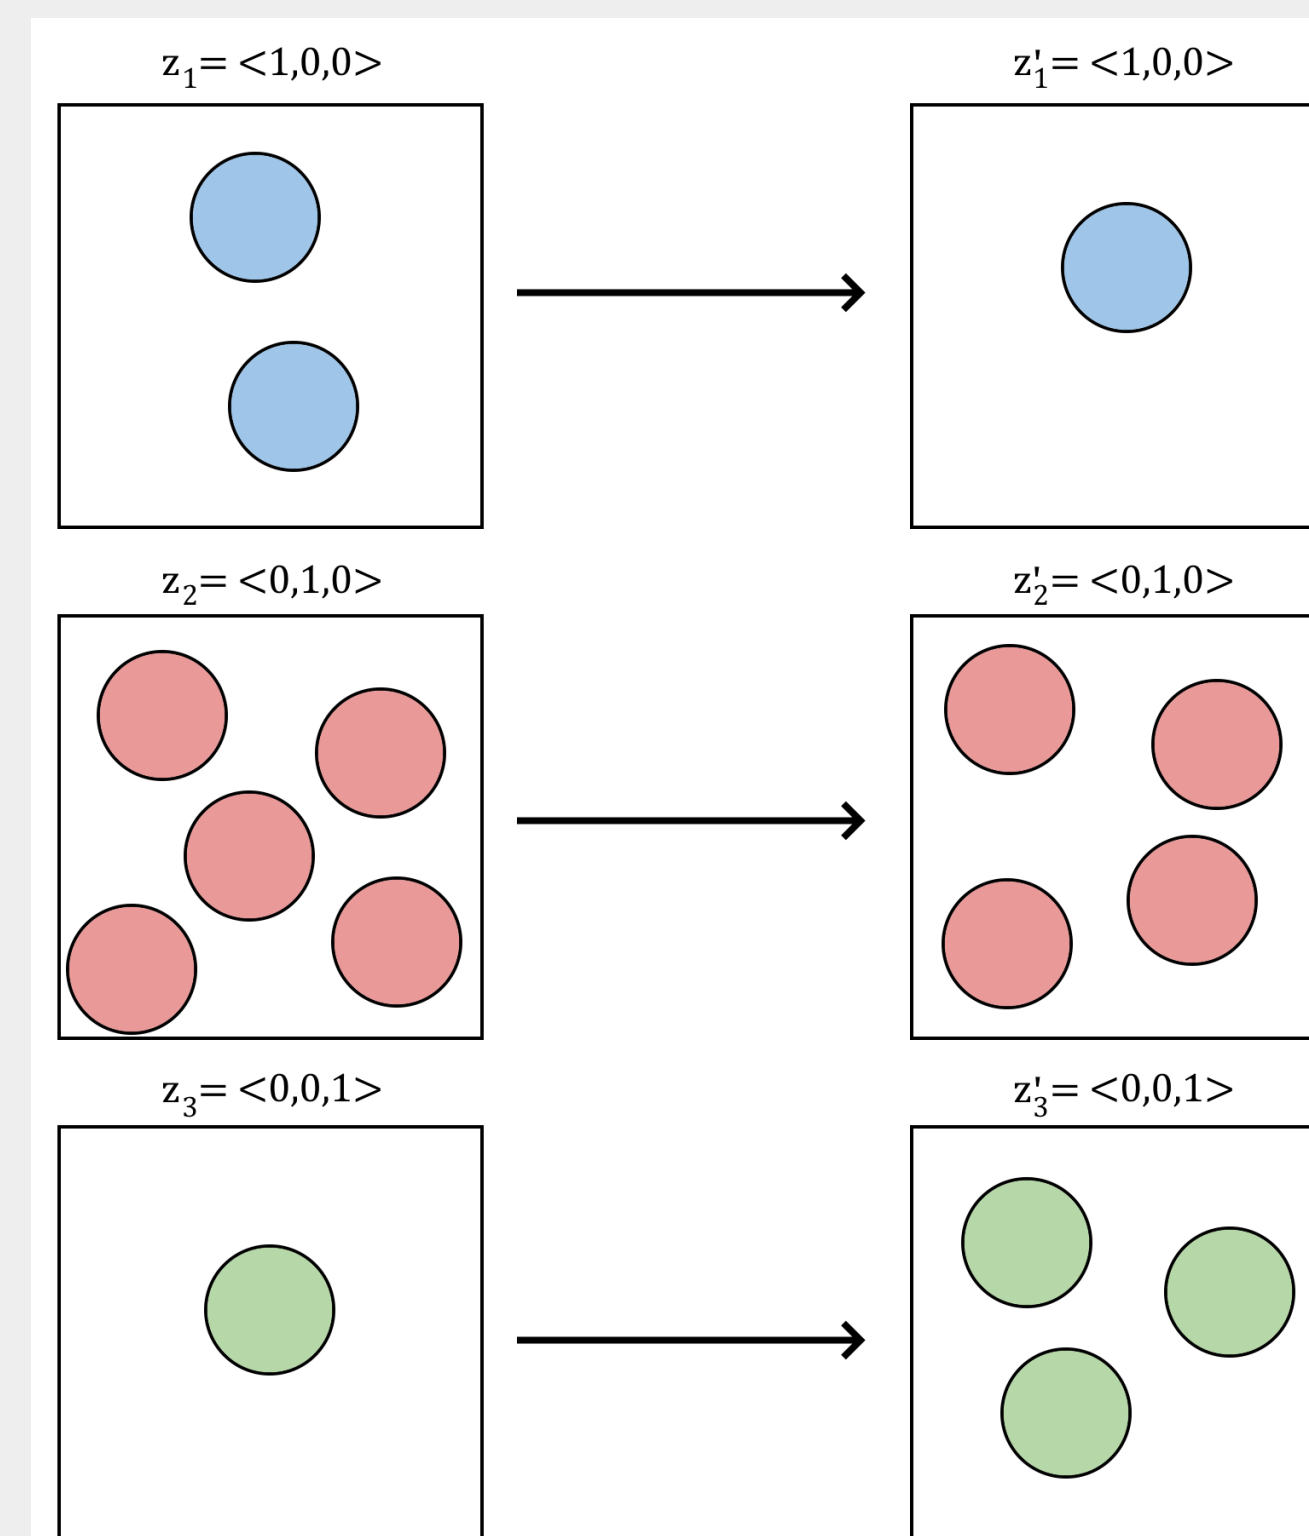 z₁= <1,0,0>
z'₁= <1,0,0>
z₂= <0,1,0>
z'₂= <0,1,0>
z₃= <0,0,1>
z'₃= <0,0,1>